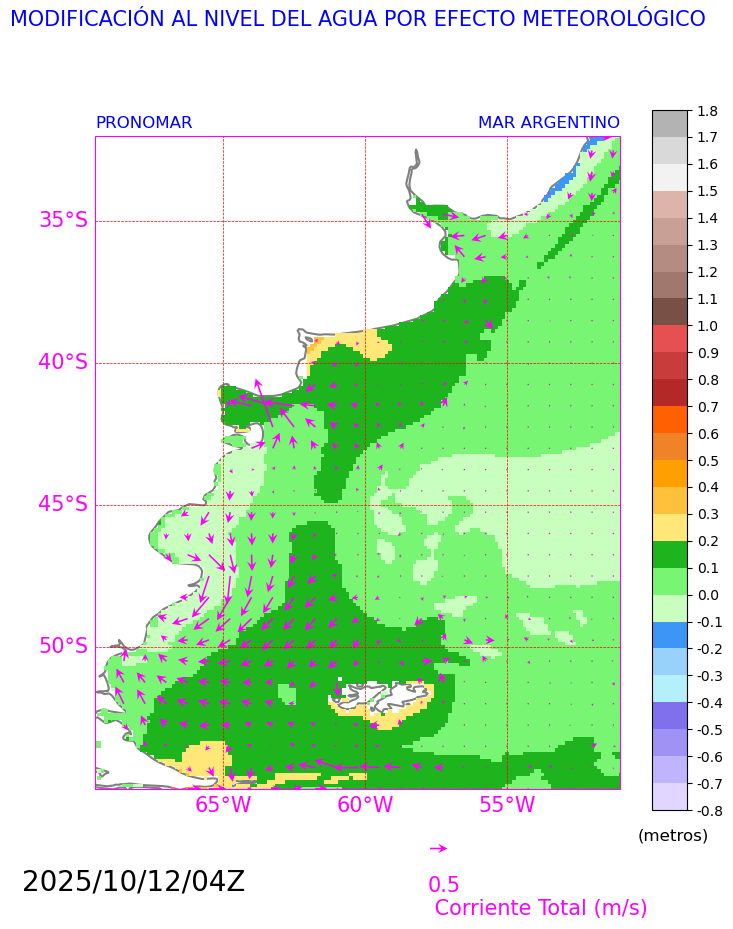 MODIFICACIÓN AL NIVEL DEL AGUA POR EFECTO METEOROLÓGICO
PRONOMAR
MAR ARGENTINO
35°S
40°S
45°S
50°S
65°W
60°W
55°W
1.8
1.7
1.6
1.5
1.4
1.3
1.2
1.1
1.0
0.9
0.8
0.7
0.6
0.5
0.4
0.3
0.2
0.1
0.0
-0.1
-0.2
-0.3
-0.4
-0.5
-0.6
-0.7
-0.8
(metros)
2025/10/12/04Z
0.5
Corriente Total (m/s)